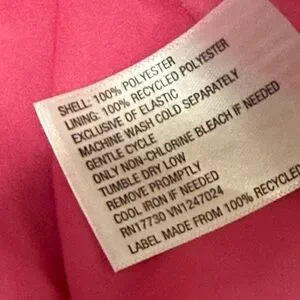 SHELL: 100% POLYESTER
LINING: 100% RECYCLED POLYESTER
EXCLUSIVE OF ELASTIC
MACHINE WASH COLD SEPARATELY
GENTLE CYCLE
ONLY NON-CHLORINE BLEACH IF NEEDED
TUMBLE DRY LOW
REMOVE PROMPTLY
COOL IRON IF NEEDED
RN17730 VN1247024
LABEL MADE FROM 100% RECYCLED